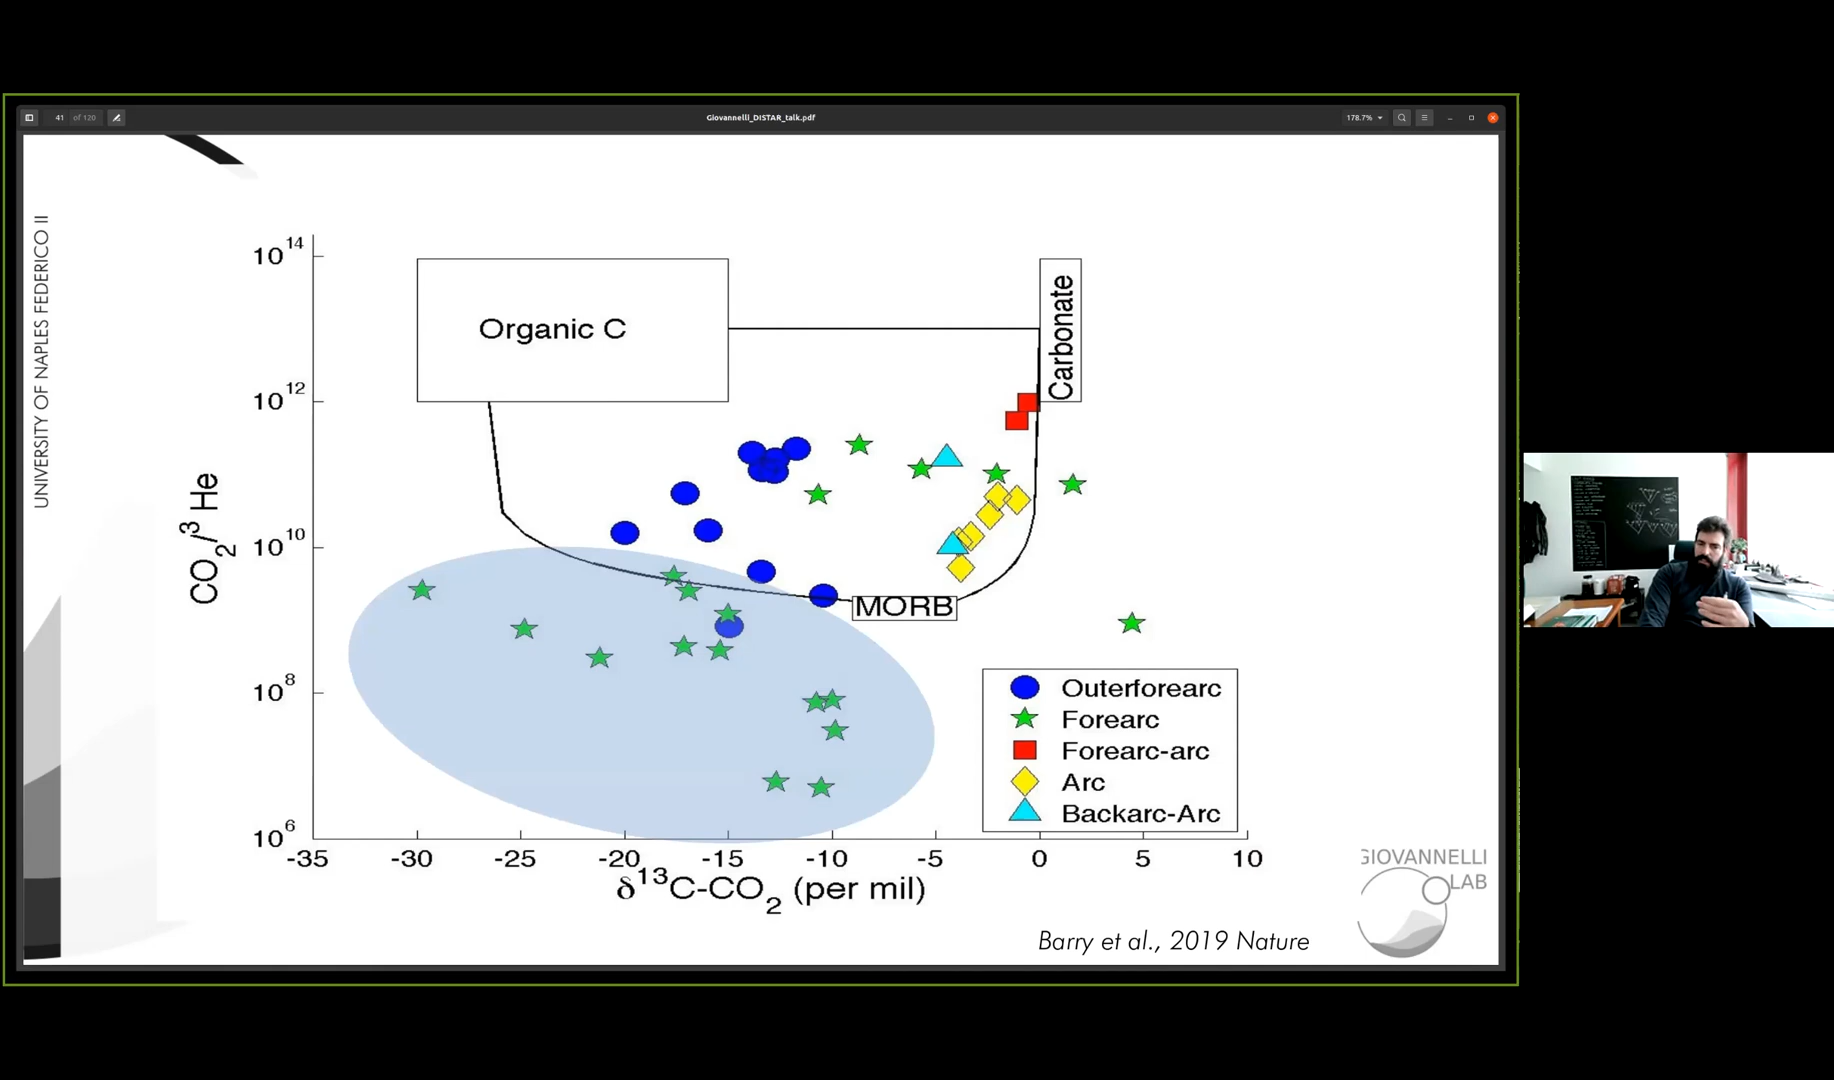 41 of 120
Giovannelli_DISTAR_talk.pdf
178.7%
UNIVERSITY OF NAPLES FEDERICO II
10^14
10^12
10^10
10^8
10^6
CO₂/³He
Organic C
Carbonate
MORB
Outerforearc
Forearc
Forearc-arc
Arc
Backarc-Arc
-35 -30 -25 -20 -15 -10 -5 0 5 10
δ¹³C-CO₂ (per mil)
GIOVANNELLI
LAB
Barry et al., 2019 Nature